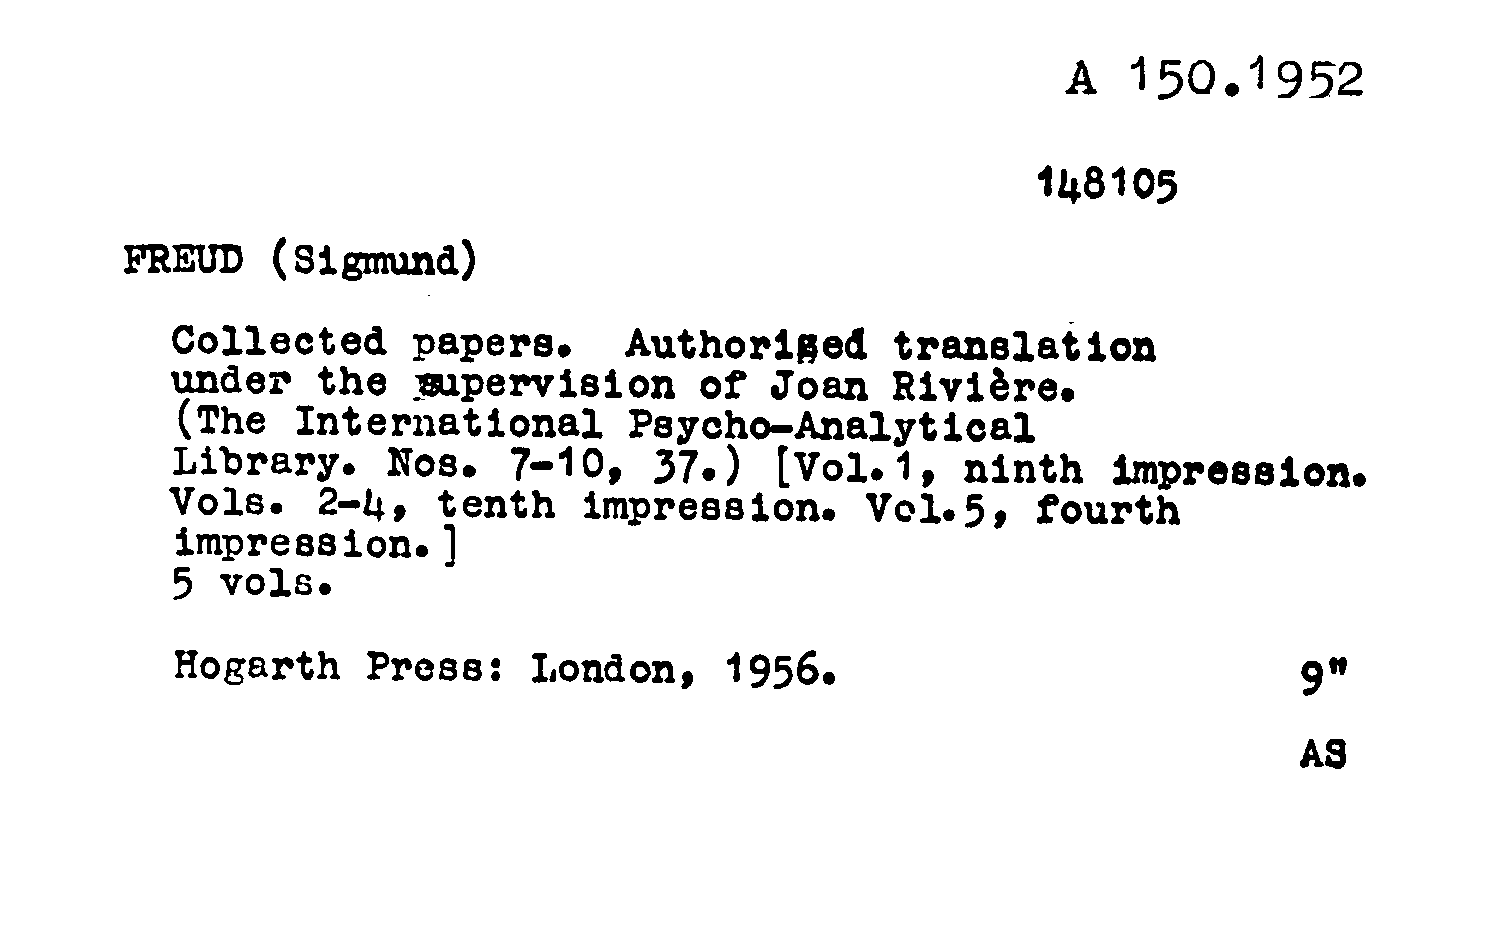 A 150.1952
148105
FREUD (Sigmund)
Collected papers. Authorised translation
under the supervision of Joan Rivière.
(The International Psycho-Analytical
Library. Nos. 7-10, 37.) [Vol.1, ninth impression.
Vols. 2-4, tenth impression. Vol.5, fourth
impression.]
5 vols.
Hogarth Press: London, 1956.
9"
AS